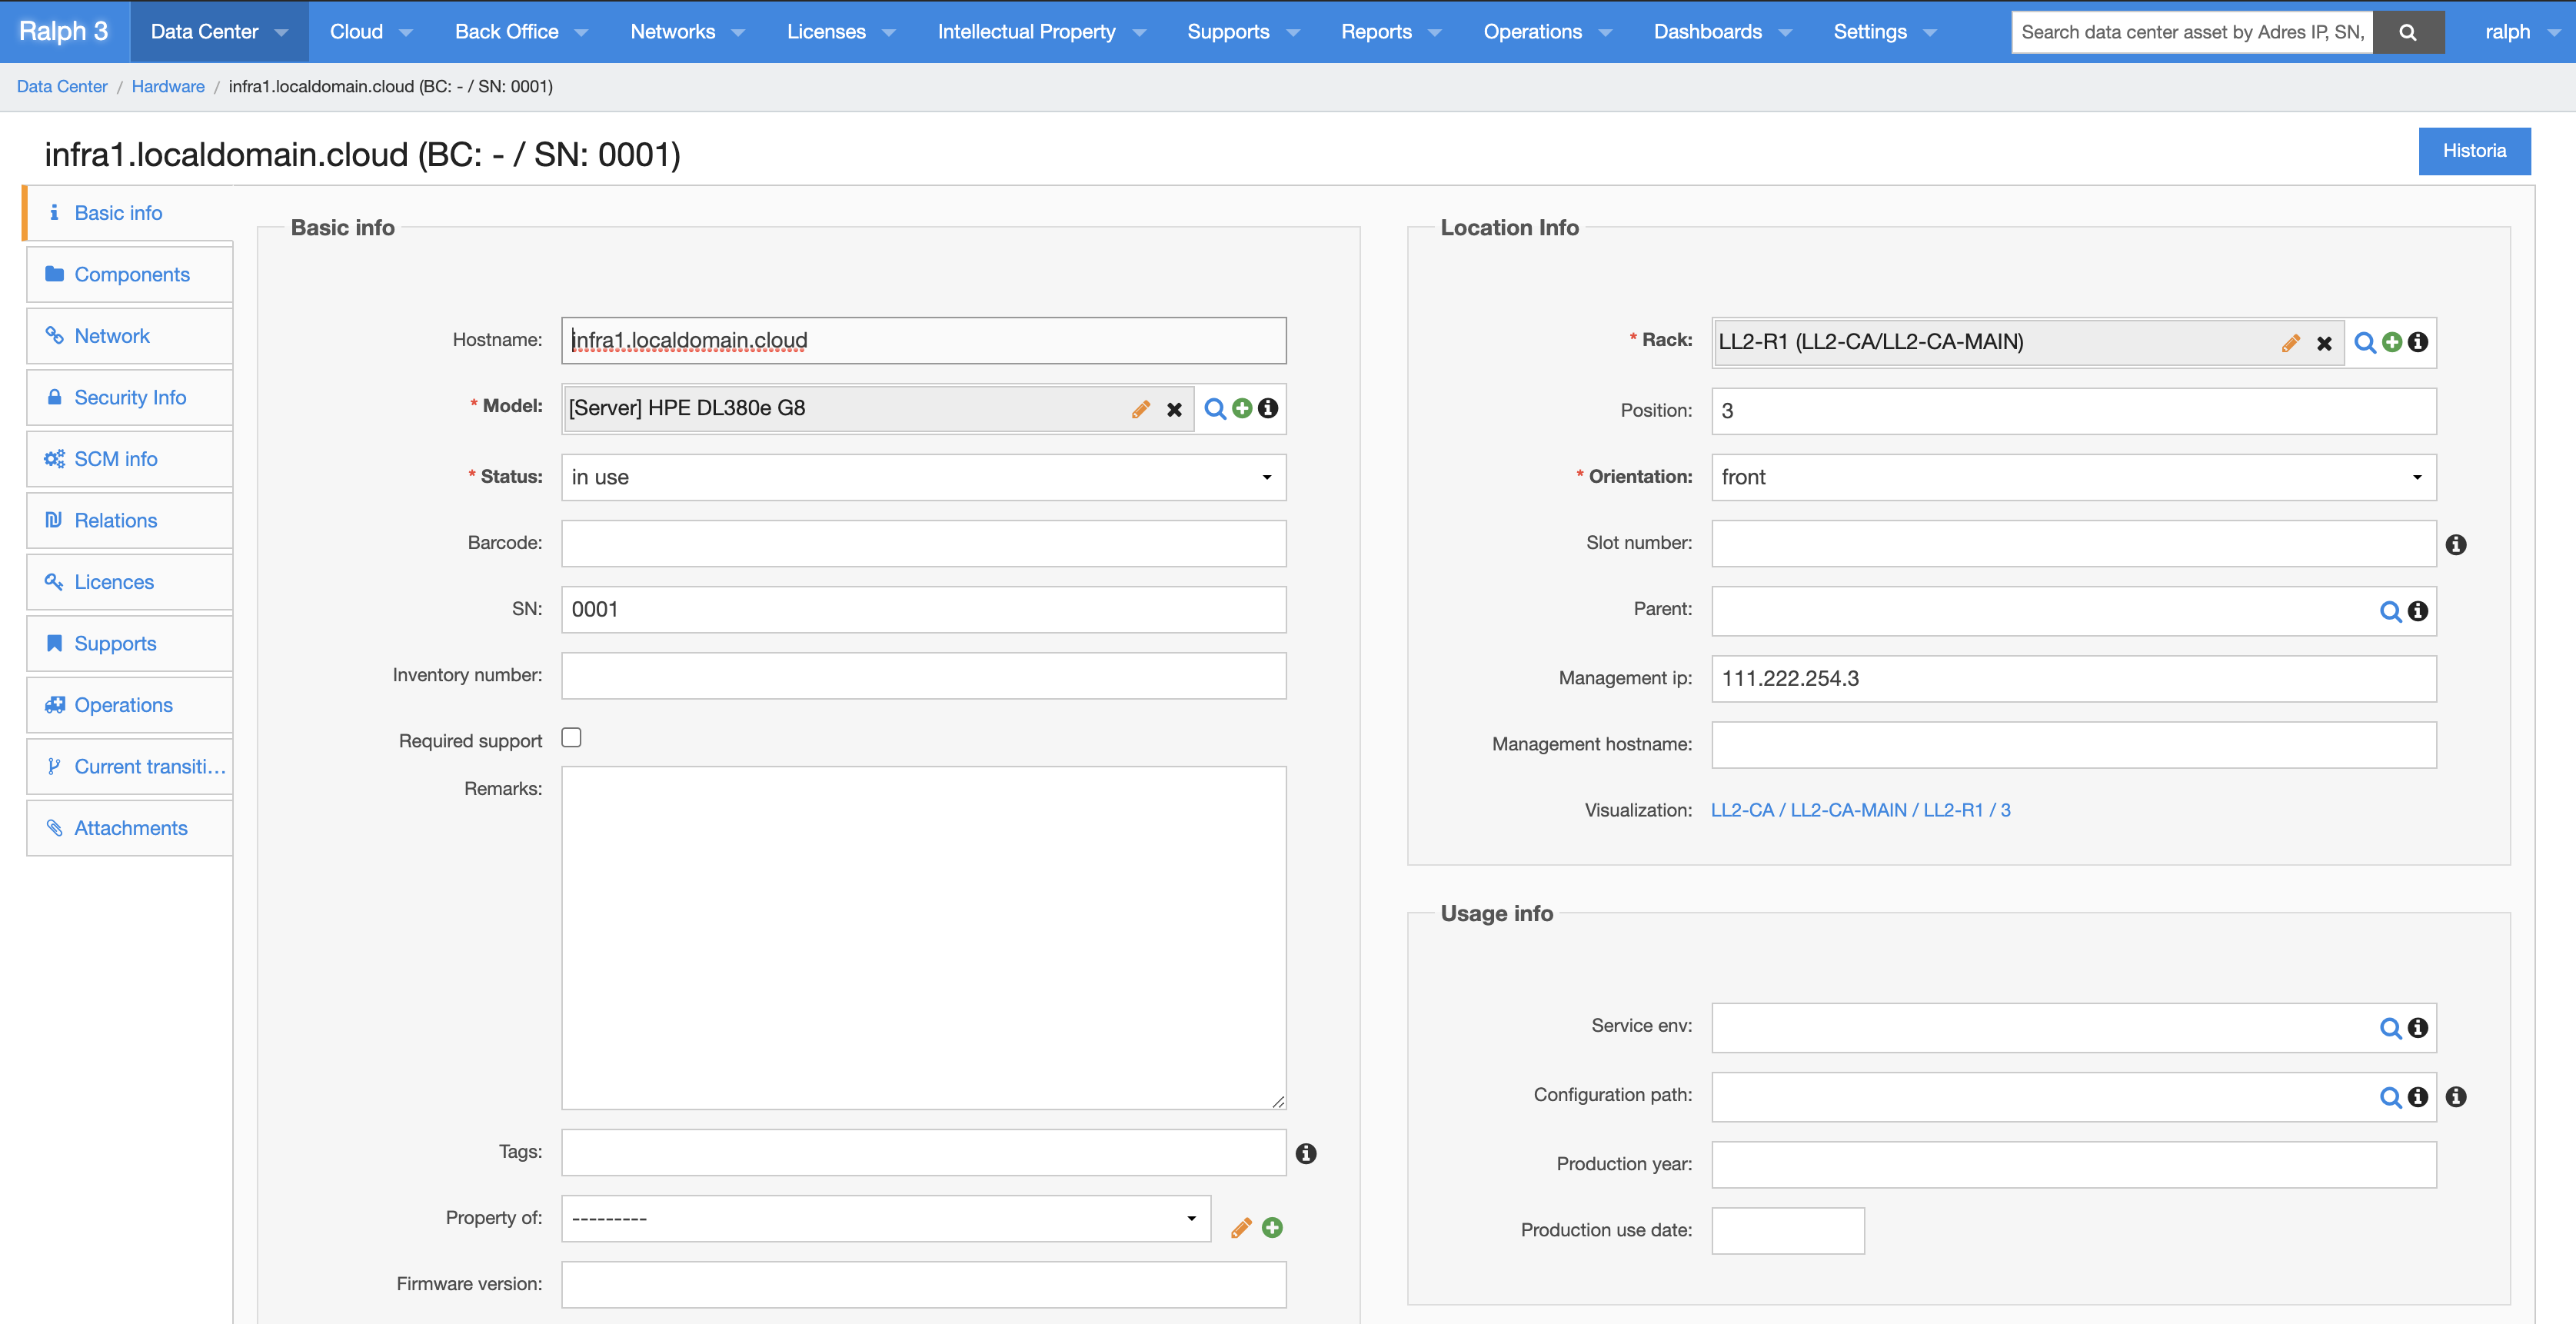 Ralph 3 Data Center Cloud Back Office Networks Licenses Intellectual Property Supports Reports Operations Dashboards Settings Search data center asset by Adres IP, SN, ralph
Data Center / Hardware / infra1.localdomain.cloud (BC: - / SN: 0001)
infra1.localdomain.cloud (BC: - / SN: 0001)
Historia
Basic info
Components
Network
Security Info
SCM info
Relations
Licences
Supports
Operations
Current transiti...
Attachments
Basic info
Hostname: infra1.localdomain.cloud
* Model: [Server] HPE DL380e G8
* Status: in use
Barcode:
SN: 0001
Inventory number:
Required support
Remarks:
Tags:
Property of: ---------
Firmware version:
Location Info
* Rack: LL2-R1 (LL2-CA/LL2-CA-MAIN)
Position: 3
* Orientation: front
Slot number:
Parent:
Management ip: 111.222.254.3
Management hostname:
Visualization: LL2-CA / LL2-CA-MAIN / LL2-R1 / 3
Usage info
Service env:
Configuration path:
Production year:
Production use date: